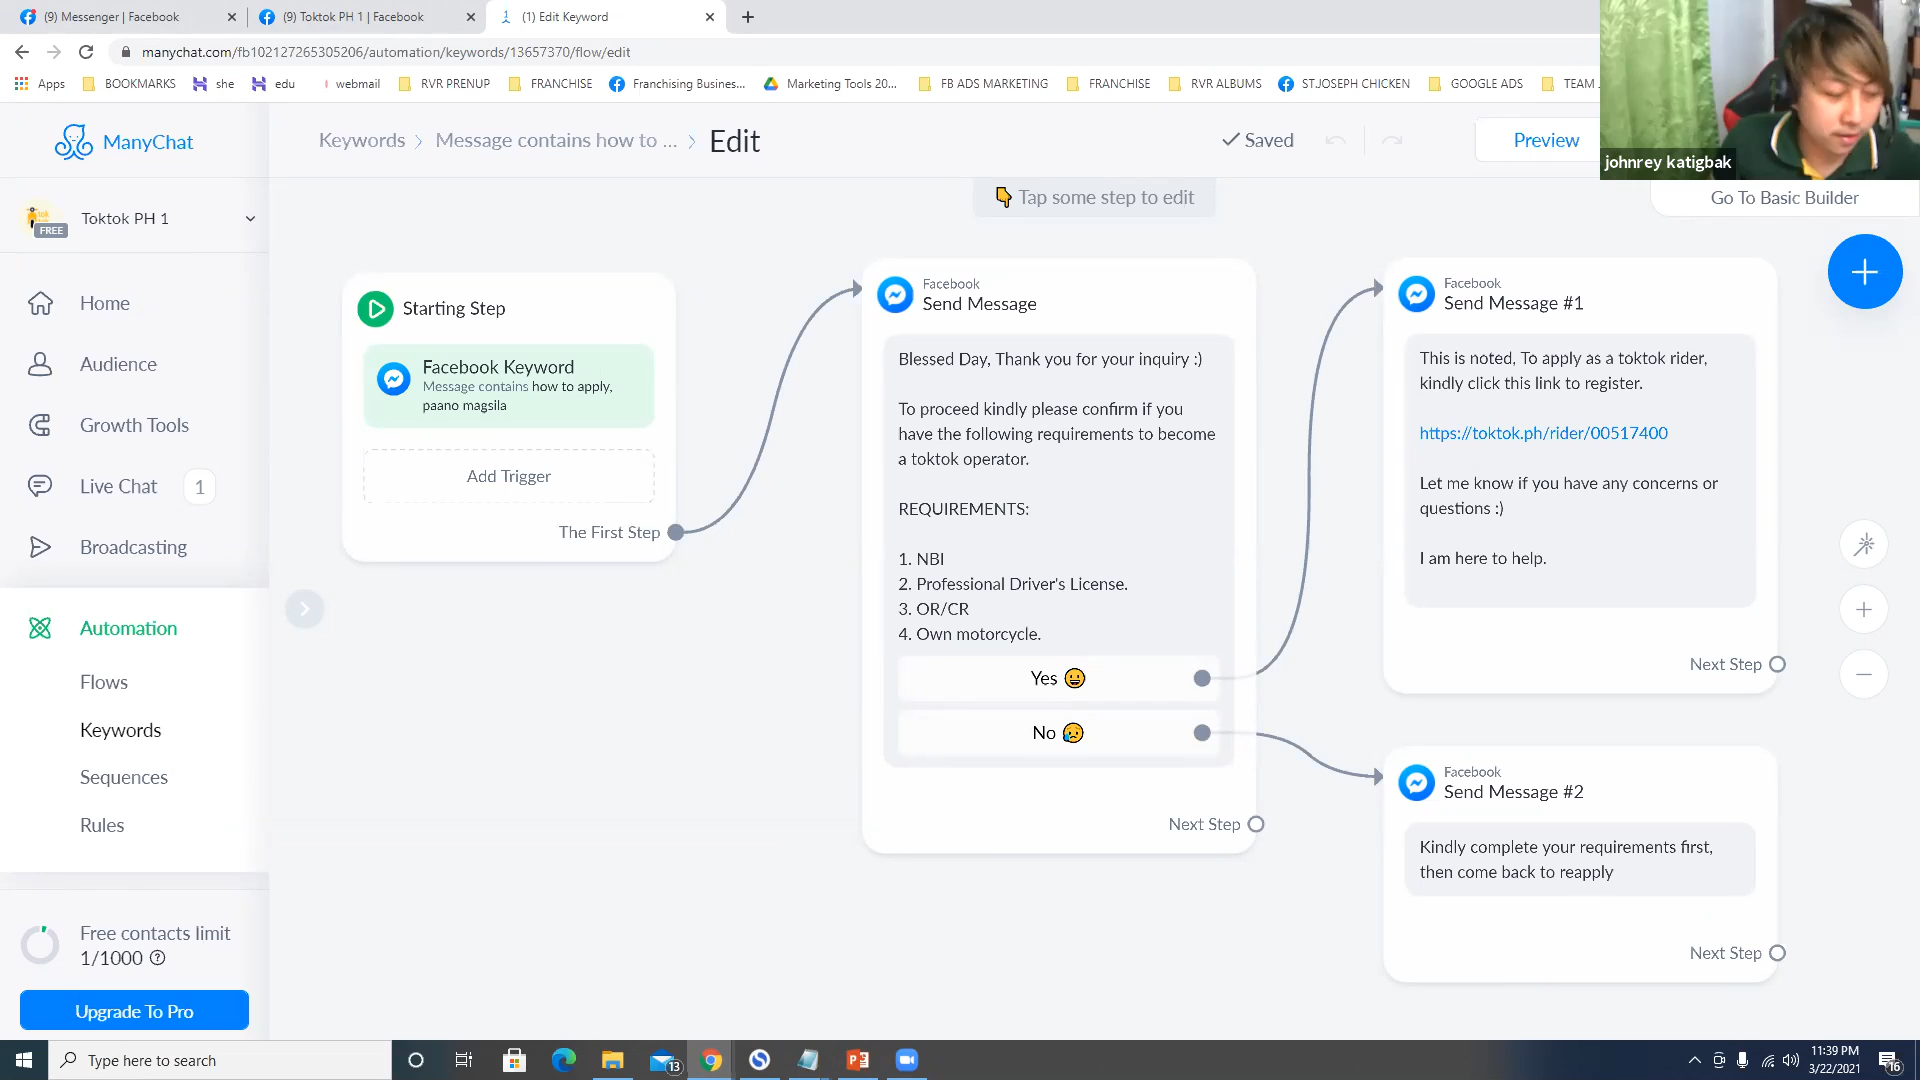 (9) Messenger | Facebook
(9) Toktok PH 1 | Facebook
(1) Edit Keyword
manychat.com/fb102127265305206/automation/keywords/13657370/flow/edit
Apps
BOOKMARKS
she
edu
webmail
RVR PRENUP
FRANCHISE
Franchising Busines...
Marketing Tools 20...
FB ADS MARKETING
FRANCHISE
RVR ALBUMS
ST.JOSEPH CHICKEN
GOOGLE ADS
TEAM
johnrey katigbak
ManyChat
Keywords
Message contains how to ...
Edit
Saved
Preview
Go To Basic Builder
Tap some step to edit
Toktok PH 1
FREE
Home
Audience
Growth Tools
Live Chat
1
Broadcasting
Automation
Flows
Keywords
Sequences
Rules
Free contacts limit
1/1000
Upgrade To Pro
Starting Step
Facebook Keyword
Message contains how to apply,
paano magsila
Add Trigger
The First Step
Facebook
Send Message
Blessed Day, Thank you for your inquiry :)
To proceed kindly please confirm if you
have the following requirements to become
a toktok operator.
REQUIREMENTS:
1. NBI
2. Professional Driver's License.
3. OR/CR
4. Own motorcycle.
Yes 😀
No 😥
Next Step
Facebook
Send Message #1
This is noted, To apply as a toktok rider,
kindly click this link to register.
https://toktok.ph/rider/00517400
Let me know if you have any concerns or
questions :)
I am here to help.
Next Step
Facebook
Send Message #2
Kindly complete your requirements first,
then come back to reapply
Next Step
Type here to search
13
11:39 PM
3/22/2021
16